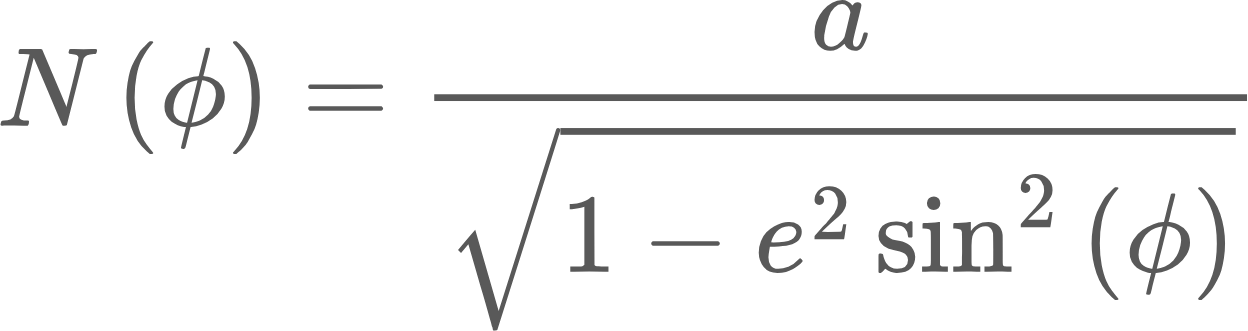 N(ϕ) = a / √(1 − e² sin² (ϕ))